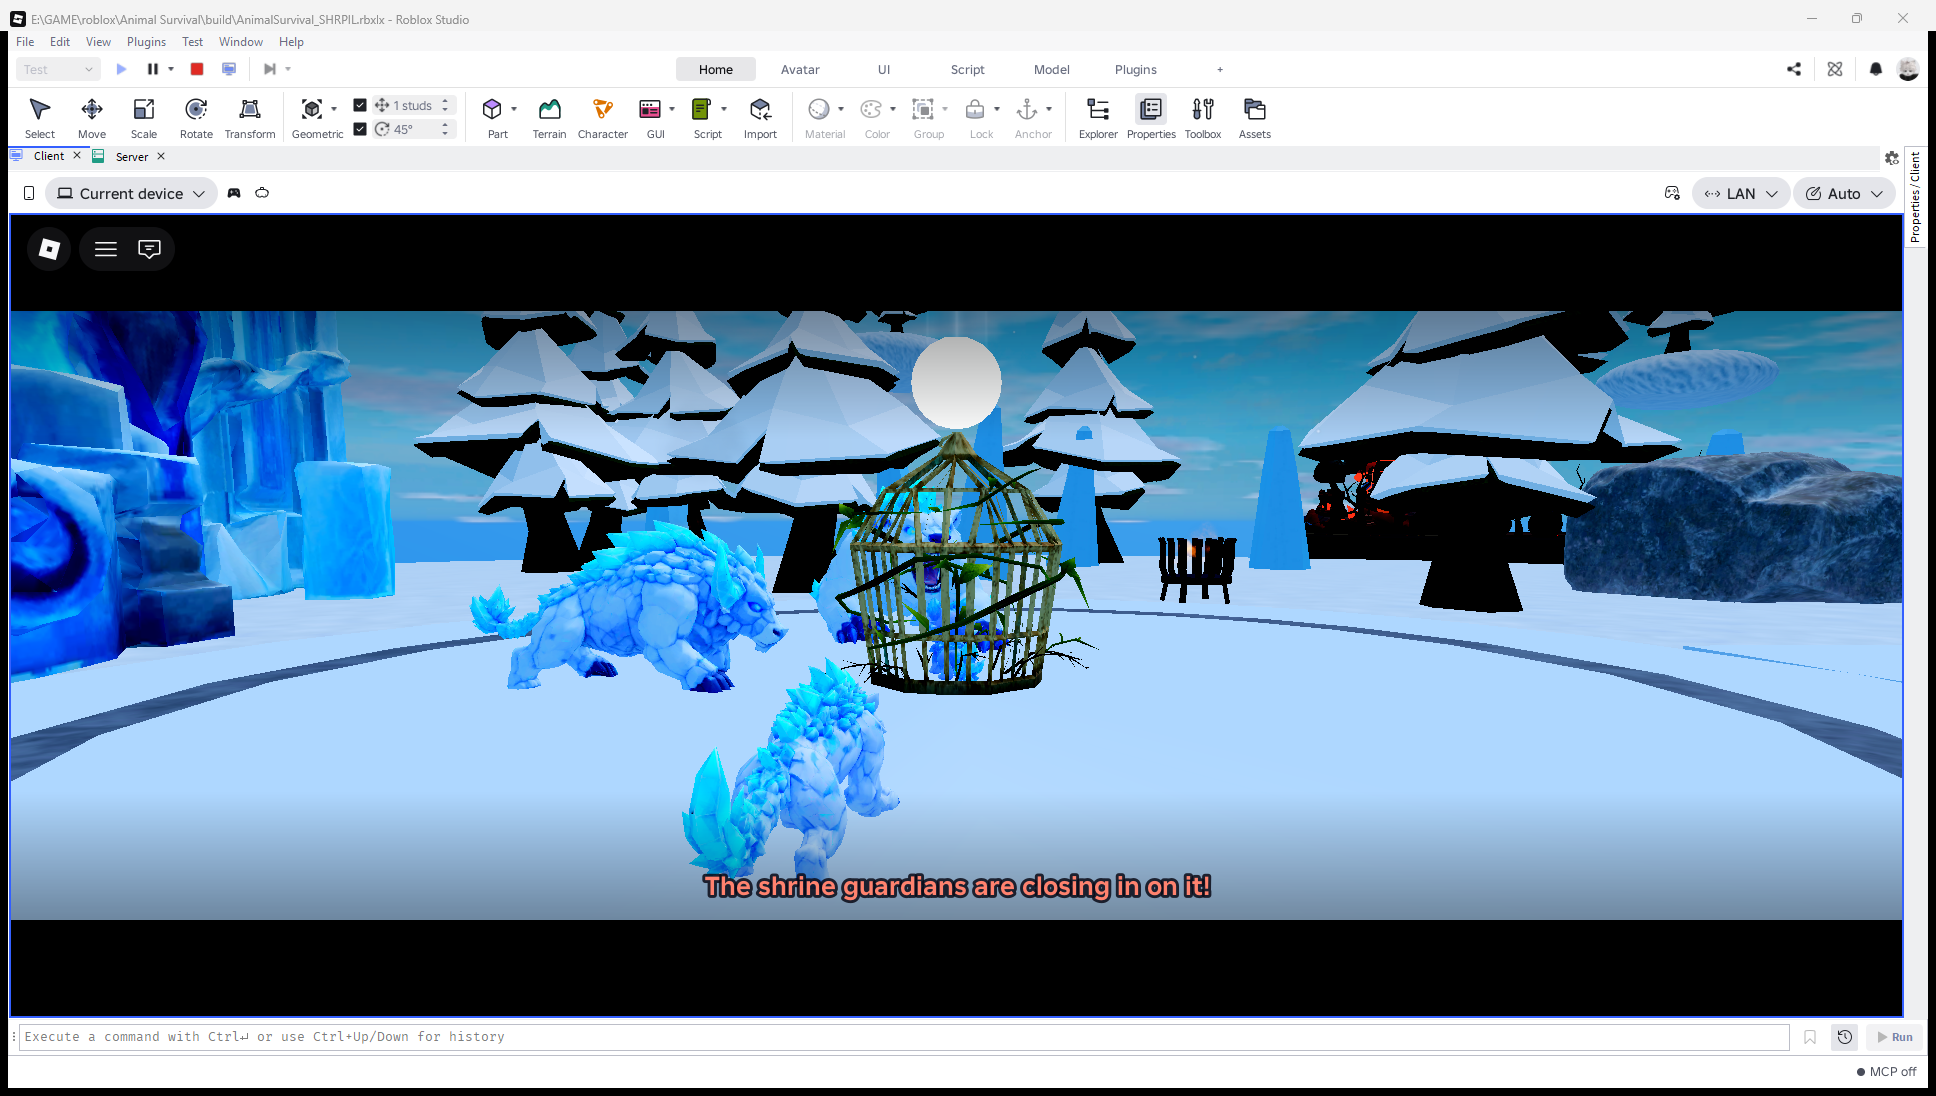 E:\GAME\roblox\Animal Survival\build\AnimalSurvival_SHRPIL.rbxlx - Roblox Studio
File Edit View Plugins Test Window Help
Test
Home Avatar UI Script Model Plugins +
1 studs
45°
Select Move Scale Rotate Transform Geometric Part Terrain Character GUI Script Import Material Color Group Lock Anchor Explorer Properties Toolbox Assets
Client Server
Properties / Client
Current device
LAN Auto
The shrine guardians are closing in on it!
Execute a command with Ctrl↵ or use Ctrl+Up/Down for history
Run
MCP off